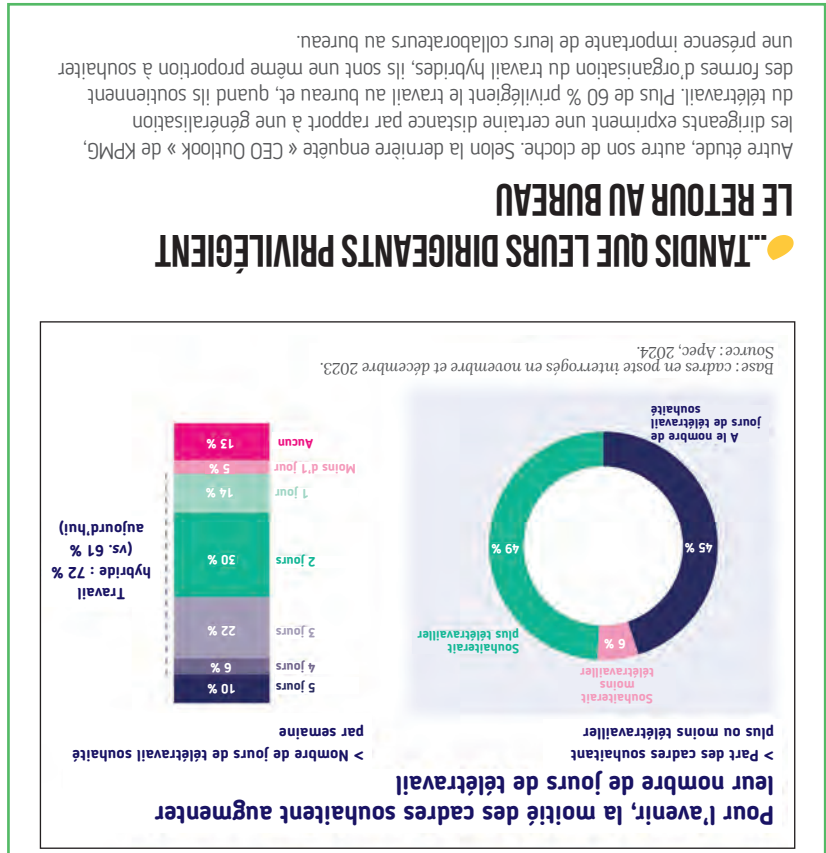 Pour l'avenir, la moitié des cadres souhaitent augmenter
leur nombre de jours de télétravail
> Part des cadres souhaitant
plus ou moins télétravailler
Souhaiterait
moins
télétravailler
6 %
45 %
49 %
Souhaiterait
plus télétravailler
A le nombre de
jours de télétravail
souhaité
> Nombre de jours de télétravail souhaité
par semaine
5 jours 10 %
4 jours 6 %
3 jours 22 %
2 jours 30 %
1 jour 14 %
Moins d'1 jour 5 %
Aucun 13 %
Travail
hybride : 72 %
(vs. 61 %
aujourd'hui)
Base : cadres en poste interrogés en novembre et décembre 2023.
Source : Apec, 2024.
...TANDIS QUE LEURS DIRIGEANTS PRIVILÉGIENT
LE RETOUR AU BUREAU
Autre étude, autre son de cloche. Selon la dernière enquête « CEO Outlook » de KPMG,
les dirigeants expriment une certaine distance par rapport à une généralisation
du télétravail. Plus de 60 % privilégient le travail au bureau et, quand ils soutiennent
des formes d'organisation du travail hybrides, ils sont une même proportion à souhaiter
une présence importante de leurs collaborateurs au bureau.